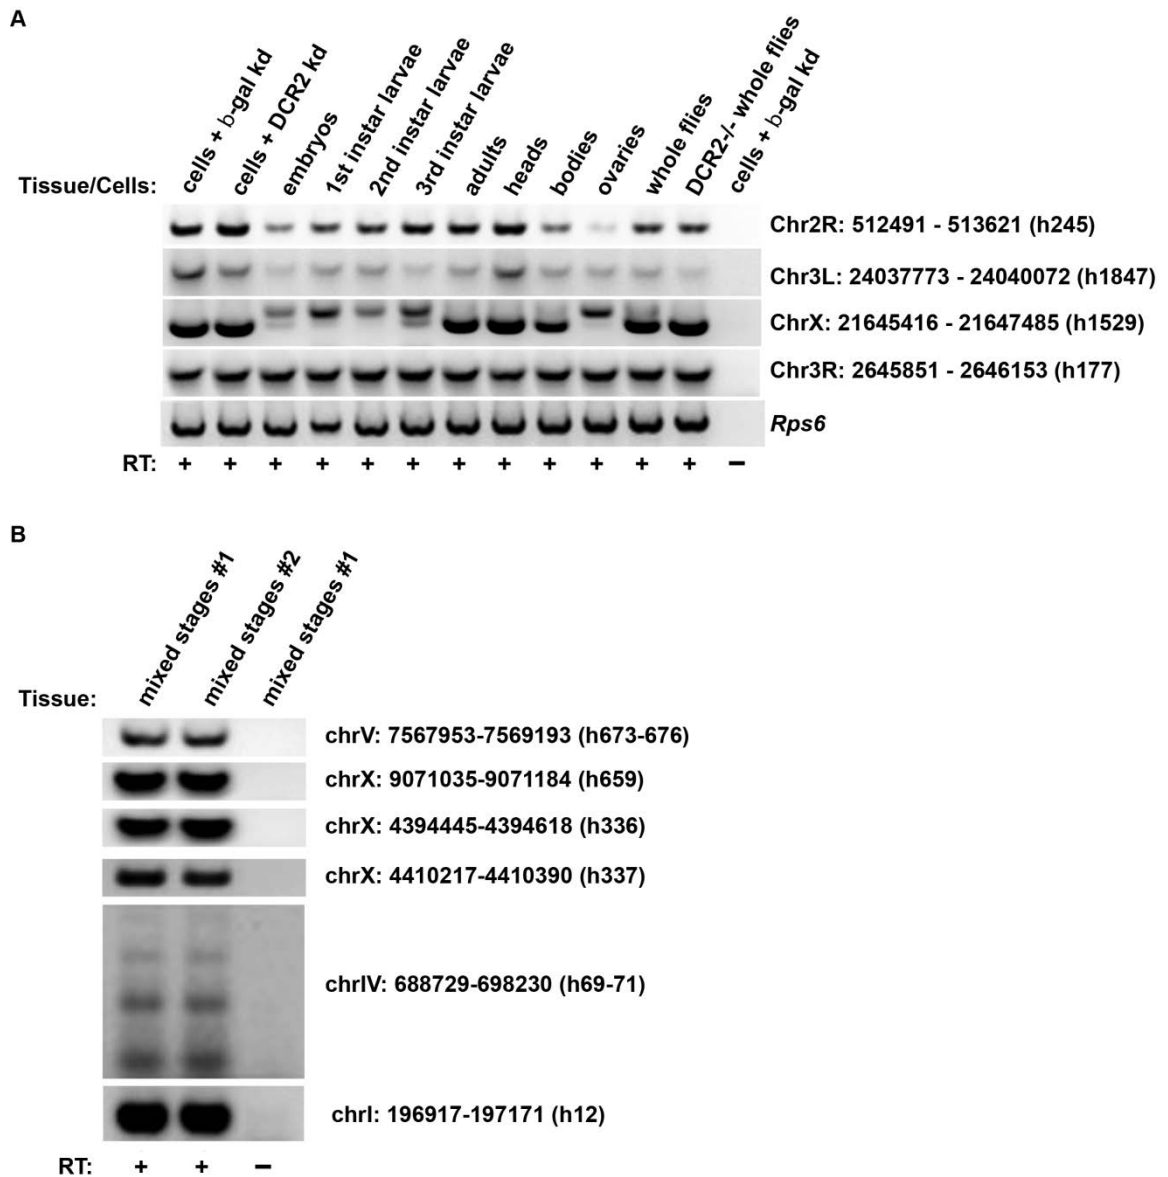 A
Tissue/Cells:
cells + b-gal kd
cells + DCR2 kd
embryos
1st instar larvae
2nd instar larvae
3rd instar larvae
adults
heads
bodies
ovaries
whole flies
DCR2-/- whole flies
cells + b-gal kd
Chr2R: 512491 - 513621 (h245)
Chr3L: 24037773 - 24040072 (h1847)
ChrX: 21645416 - 21647485 (h1529)
Chr3R: 2645851 - 2646153 (h177)
Rps6
RT: + + + + + + + + + + + + −
B
Tissue:
mixed stages #1
mixed stages #2
mixed stages #1
chrV: 7567953-7569193 (h673-676)
chrX: 9071035-9071184 (h659)
chrX: 4394445-4394618 (h336)
chrX: 4410217-4410390 (h337)
chrIV: 688729-698230 (h69-71)
chrI: 196917-197171 (h12)
RT: + + −